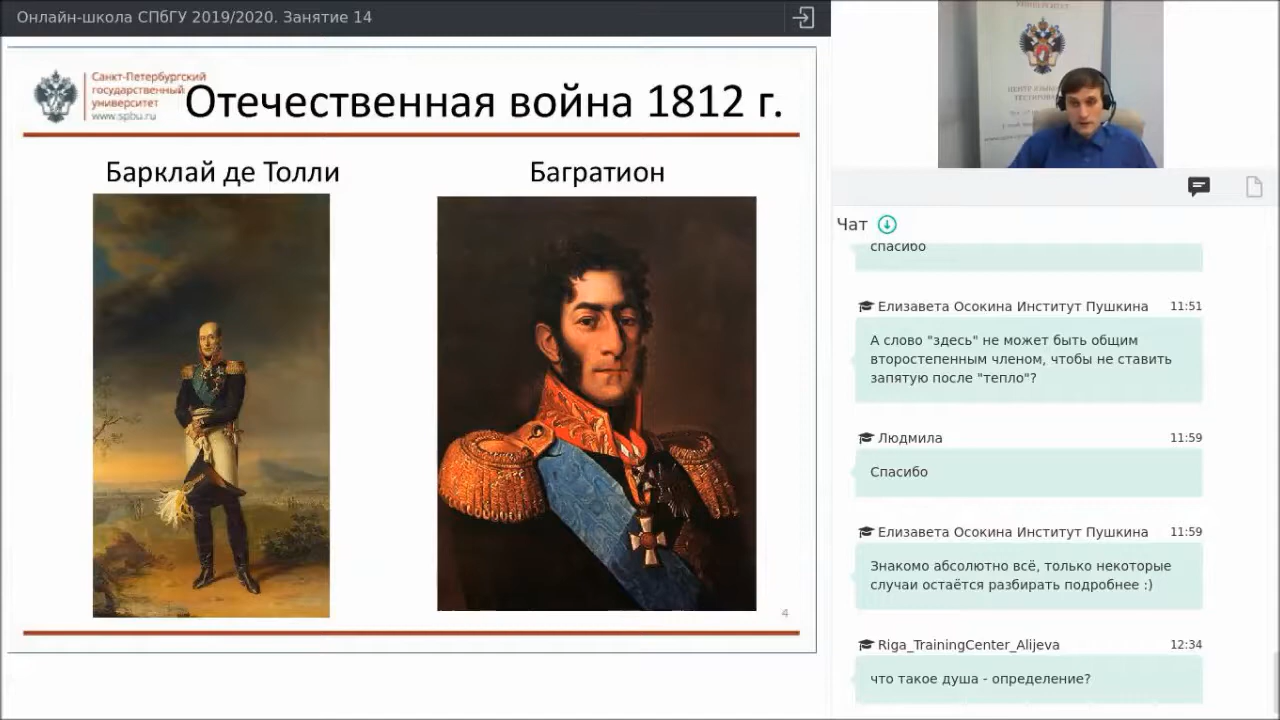 Онлайн-школа СПбГУ 2019/2020. Занятие 14
Санкт-Петербургский
государственный
университет
www.spbu.ru
Отечественная война 1812 г.
Барклай де Толли
Багратион
4
Чат
спасибо
Елизавета Осокина Институт Пушкина 11:51
А слово "здесь" не может быть общим
второстепенным членом, чтобы не ставить
запятую после "тепло"?
Людмила 11:59
Спасибо
Елизавета Осокина Институт Пушкина 11:59
Знакомо абсолютно всё, только некоторые
случаи остаётся разбирать подробнее :)
Riga_TrainingCenter_Alijeva 12:34
что такое душа - определение?